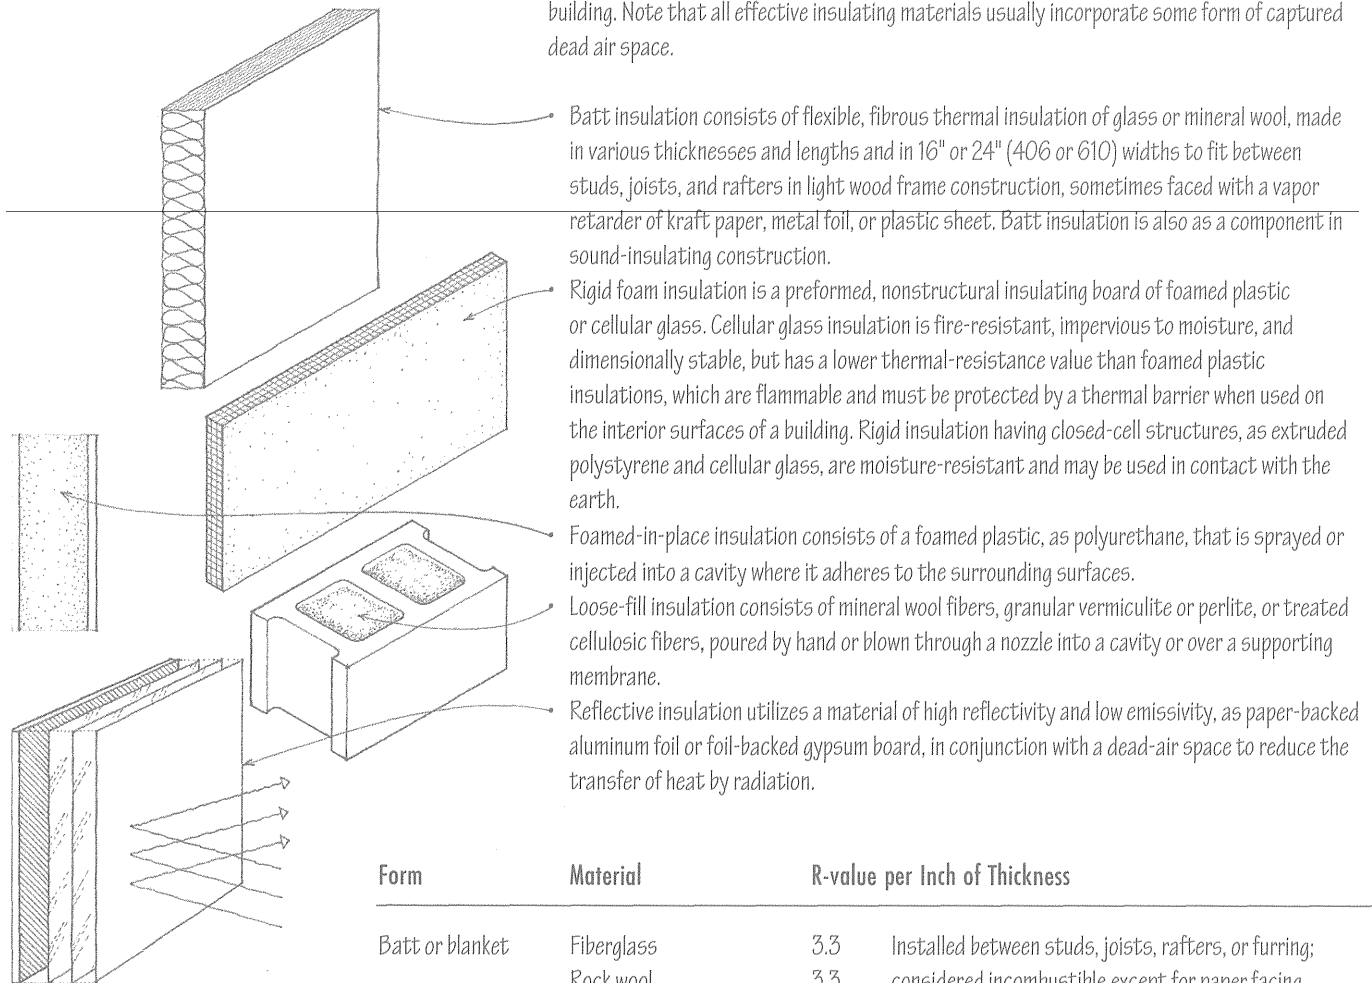 building. Note that all effective insulating materials usually incorporate some form of captured
dead air space.
Batt insulation consists of flexible, fibrous thermal insulation of glass or mineral wool, made
in various thicknesses and lengths and in 16" or 24" (406 or 610) widths to fit between
studs, joists, and rafters in light wood frame construction, sometimes faced with a vapor
retarder of kraft paper, metal foil, or plastic sheet. Batt insulation is also as a component in
sound-insulating construction.
Rigid foam insulation is a preformed, nonstructural insulating board of foamed plastic
or cellular glass. Cellular glass insulation is fire-resistant, impervious to moisture, and
dimensionally stable, but has a lower thermal-resistance value than foamed plastic
insulations, which are flammable and must be protected by a thermal barrier when used on
the interior surfaces of a building. Rigid insulation having closed-cell structures, as extruded
polystyrene and cellular glass, are moisture-resistant and may be used in contact with the
earth.
Foamed-in-place insulation consists of a foamed plastic, as polyurethane, that is sprayed or
injected into a cavity where it adheres to the surrounding surfaces.
Loose-fill insulation consists of mineral wool fibers, granular vermiculite or perlite, or treated
cellulosic fibers, poured by hand or blown through a nozzle into a cavity or over a supporting
membrane.
Reflective insulation utilizes a material of high reflectivity and low emissivity, as paper-backed
aluminum foil or foil-backed gypsum board, in conjunction with a dead-air space to reduce the
transfer of heat by radiation.
Form Material R-value per Inch of Thickness
Batt or blanket Fiberglass 3.3 Installed between studs, joists, rafters, or furring;
Rock wool 3.3 considered incombustible except for paper facing